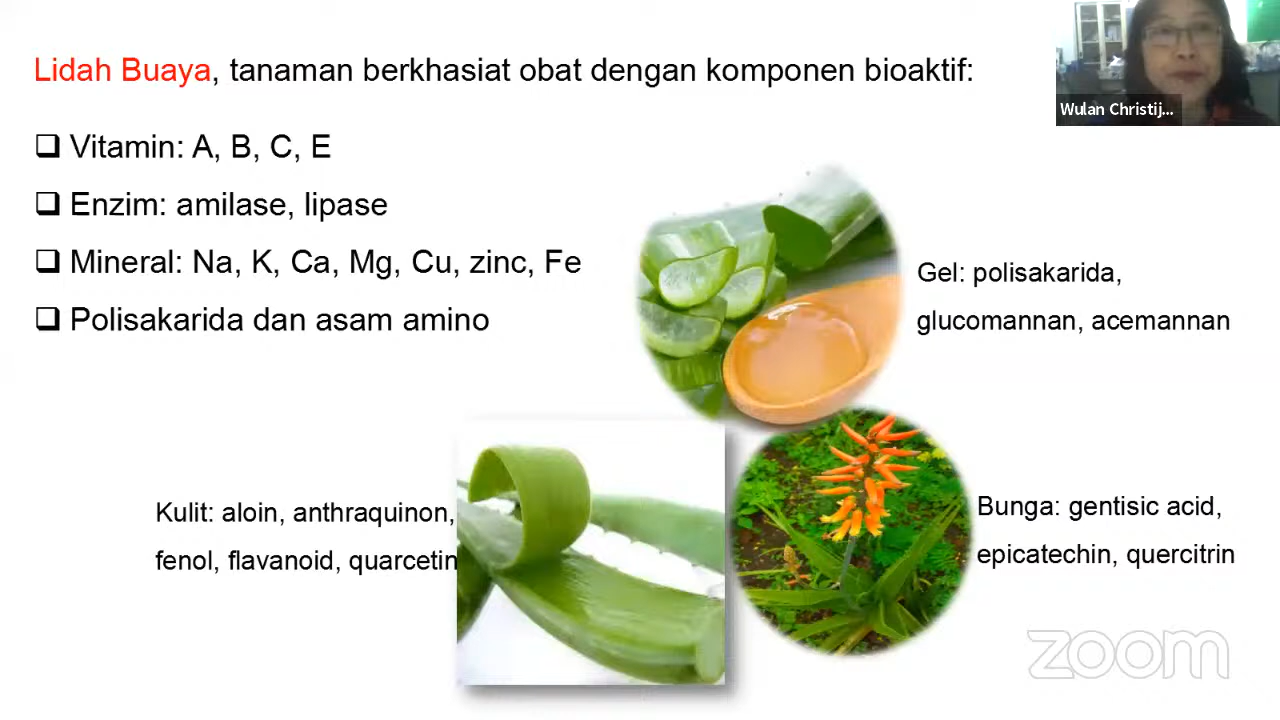 Lidah Buaya, tanaman berkhasiat obat dengan komponen bioaktif:
Wulan Christij...
Vitamin: A, B, C, E
Enzim: amilase, lipase
Mineral: Na, K, Ca, Mg, Cu, zinc, Fe
Polisakarida dan asam amino
Gel: polisakarida,
glucomannan, acemannan
Kulit: aloin, anthraquinon,
fenol, flavanoid, quarcetin
Bunga: gentisic acid,
epicatechin, quercitrin
zoom